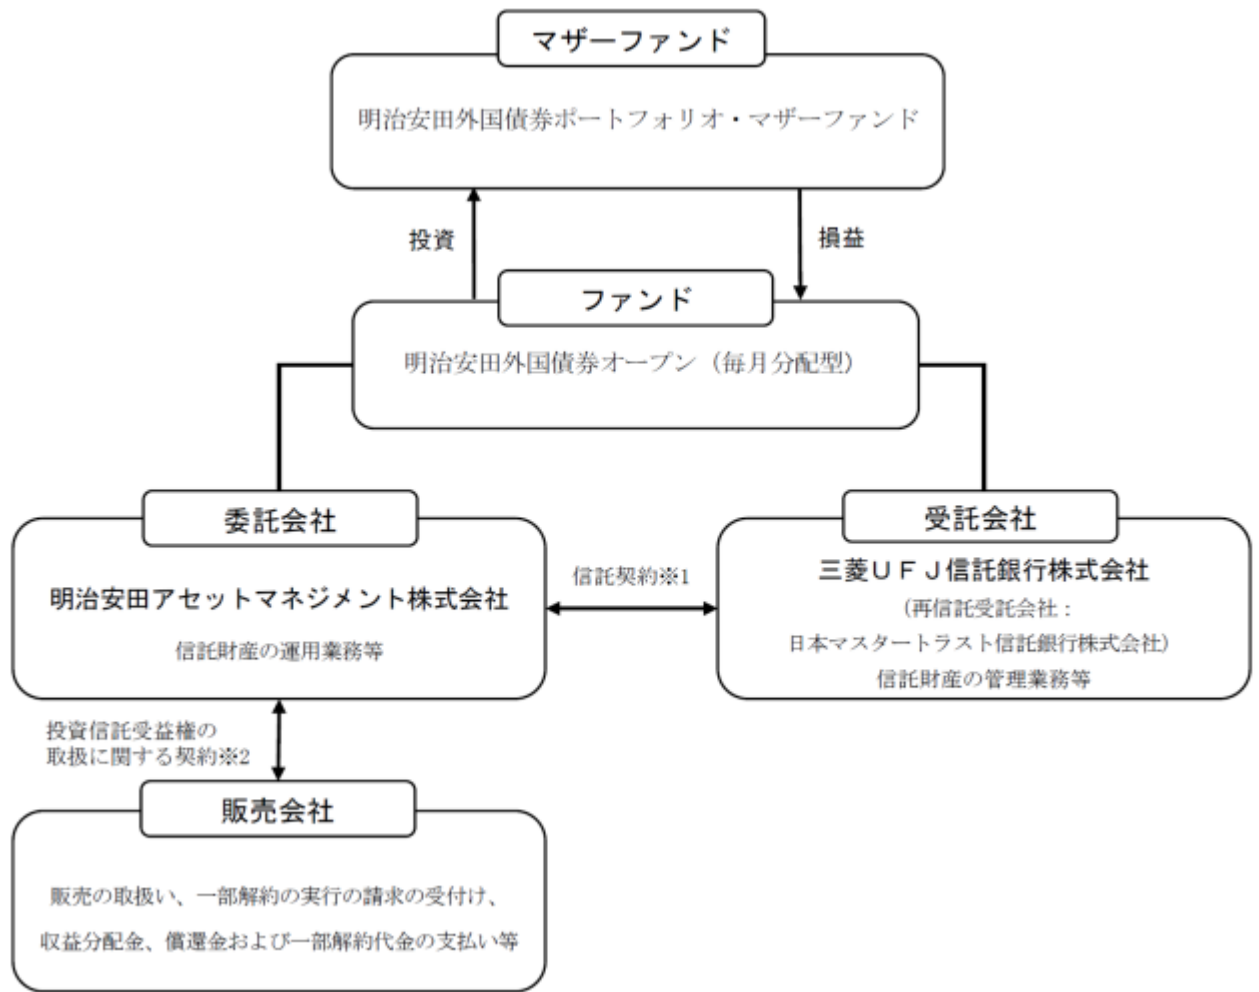 マザーファンド
明治安田外国債券ポートフォリオ・マザーファンド
投資
損益
ファンド
明治安田外国債券オープン（毎月分配型）
委託会社
明治安田アセットマネジメント株式会社
信託財産の運用業務等
信託契約※1
受託会社
三菱ＵＦＪ信託銀行株式会社
（再信託受託会社：
日本マスタートラスト信託銀行株式会社）
信託財産の管理業務等
投資信託受益権の
取扱に関する契約※2
販売会社
販売の取扱い、一部解約の実行の請求の受付け、
収益分配金、償還金および一部解約代金の支払い等